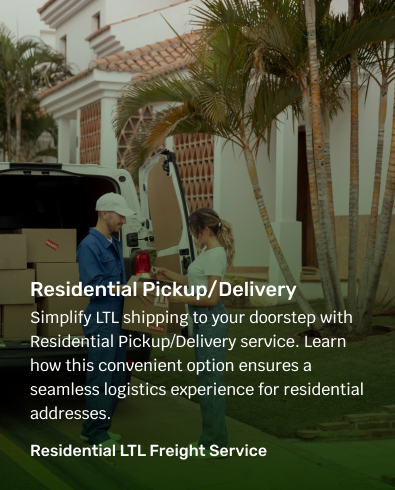 Residential Pickup/Delivery
Simplify LTL shipping to your doorstep with
Residential Pickup/Delivery service. Learn
how this convenient option ensures a
seamless logistics experience for residential
addresses.
Residential LTL Freight Service